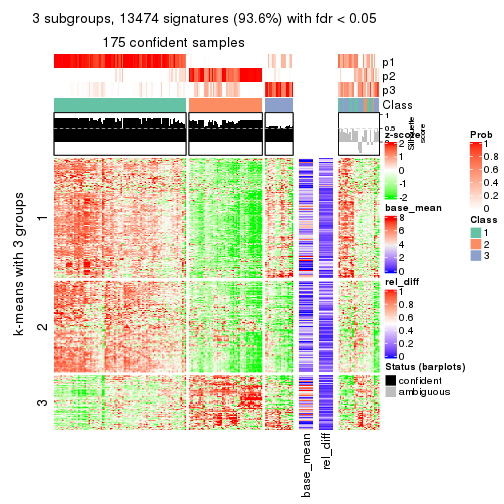 3 subgroups, 13474 signatures (93.6%) with fdr < 0.05
175 confident samples
p1
p2
p3
Class
1
0.5
0
Silhouette
score
k-means with 3 groups
1
2
3
base_mean
rel_diff
z-score
2
1
0
-1
-2
base_mean
8
6
4
2
0
rel_diff
1
0.8
0.6
0.4
0.2
0
Status (barplots)
confident
ambiguous
Prob
1
0.8
0.6
0.4
0.2
0
Class
1
2
3